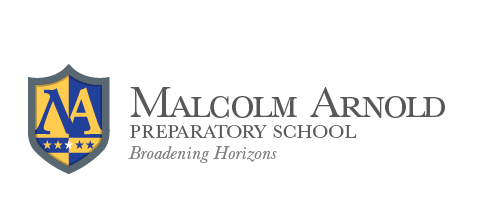 MA
MALCOLM ARNOLD
PREPARATORY SCHOOL
Broadening Horizons